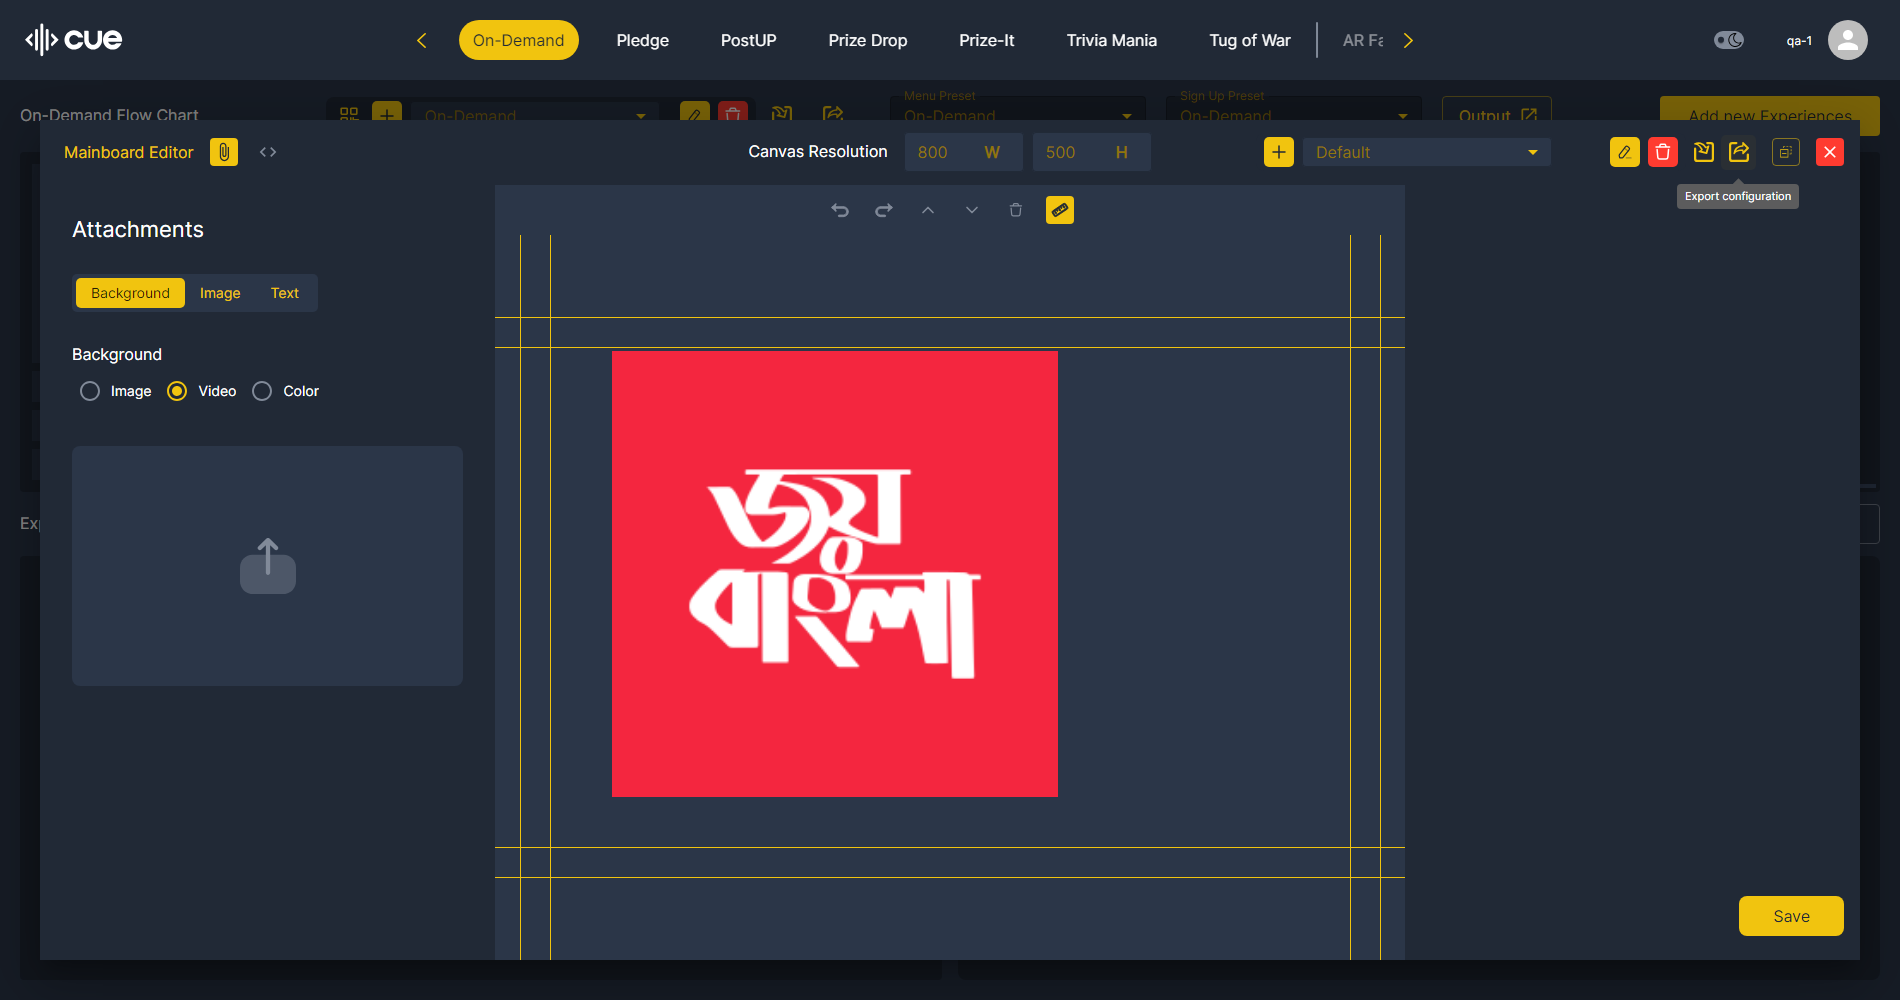 cue
On-Demand
Pledge
PostUP
Prize Drop
Prize-It
Trivia Mania
Tug of War
AR Fa
qa-1
On-Demand Flow Chart
On-Demand
Menu Preset
On-Demand
Sign Up Preset
On-Demand
Output
Add new Experiences
Mainboard Editor
Canvas Resolution
800 W
500 H
Default
Export configuration
Attachments
Background
Image
Text
Background
Image
Video
Color
Exp
জয়
বাংলা
Save